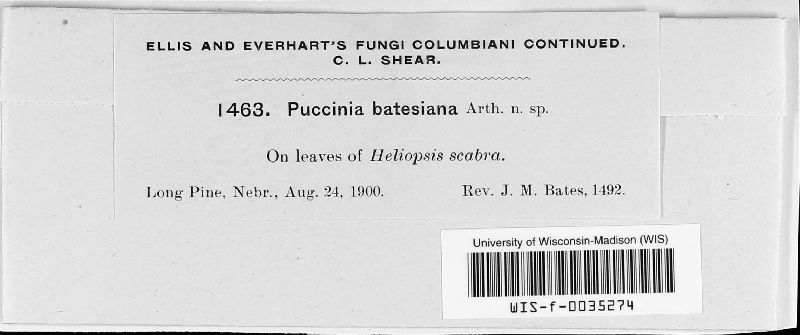 ELLIS AND EVERHART'S FUNGI COLUMBIANI CONTINUED.
C. L. SHEAR.
1463. Puccinia batesiana Arth. n. sp.
On leaves of Heliopsis scabra.
Long Pine, Nebr., Aug. 24, 1900. Rev. J. M. Bates, 1492.
University of Wisconsin-Madison (WIS)
WIS-f-0035274